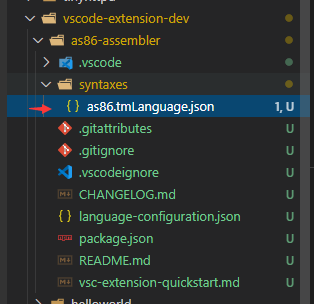 vscode-extension-dev
as86-assembler
.vscode
syntaxes
{ } as86.tmLanguage.json 1, U
.gitattributes U
.gitignore U
.vscodeignore U
CHANGELOG.md U
{ } language-configuration.json U
{ } package.json U
README.md U
vsc-extension-quickstart.md U
helloworld